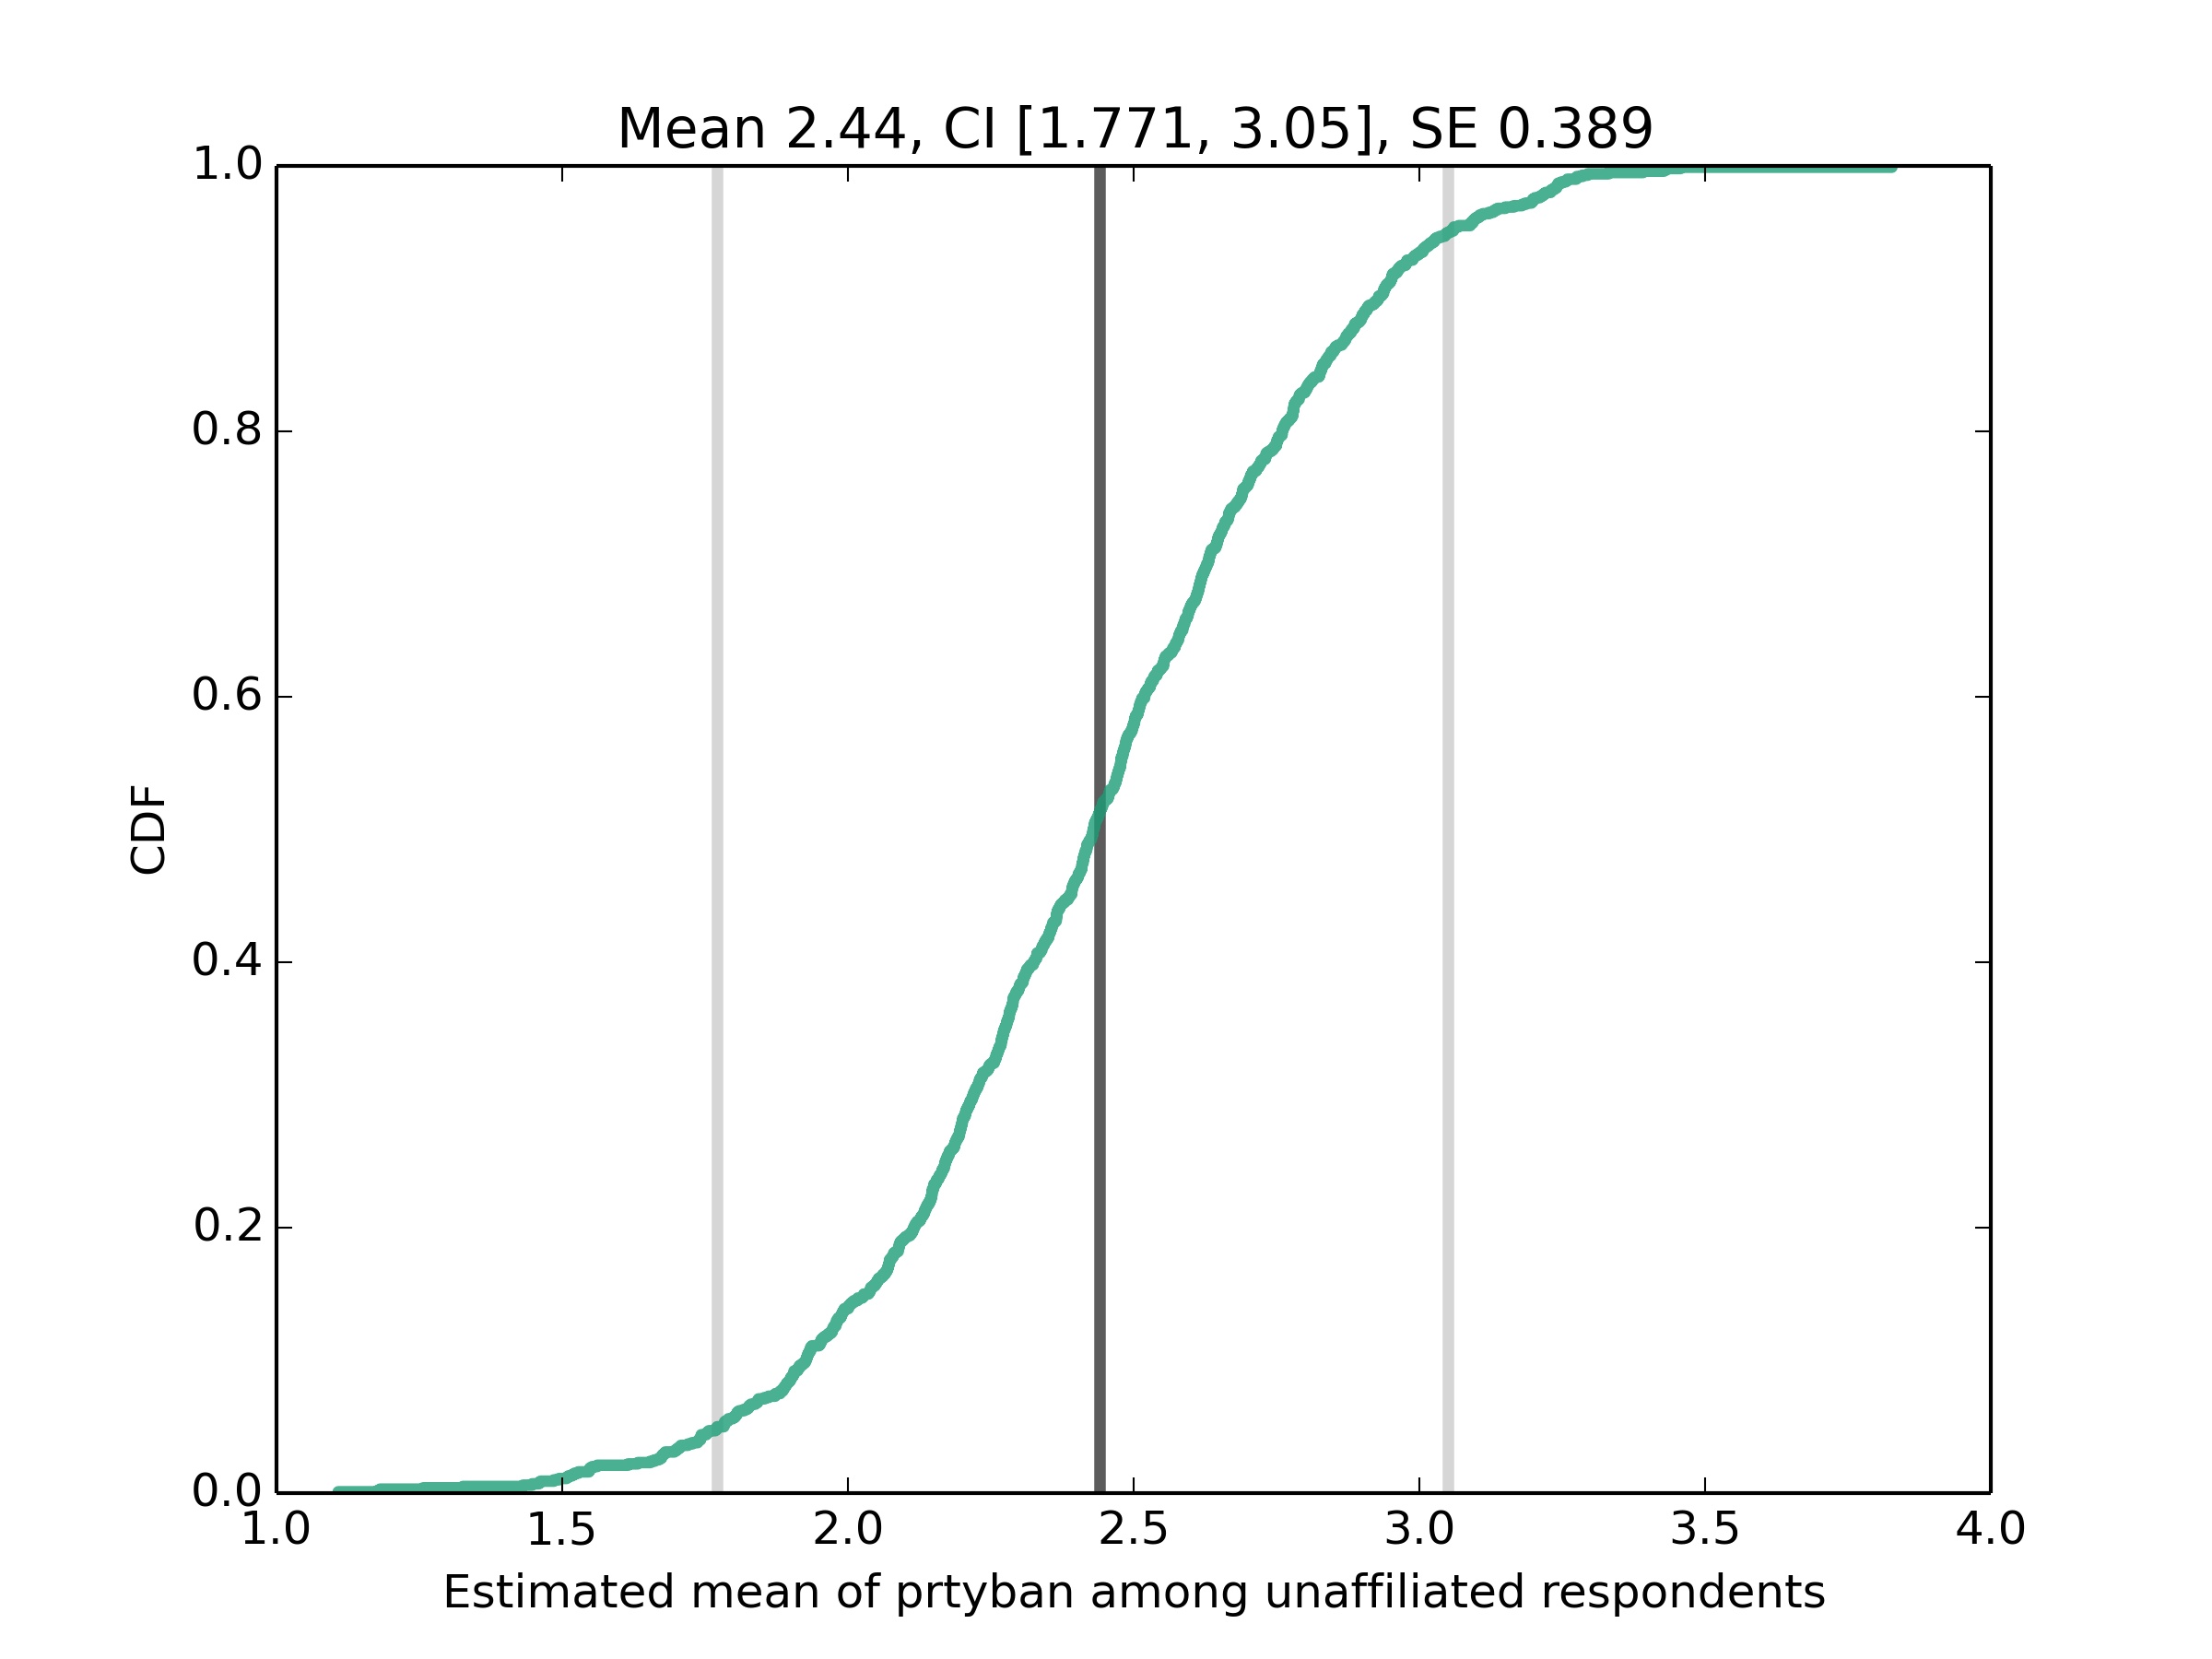 Mean 2.44, CI [1.771, 3.05], SE 0.389
1.0
0.8
0.6
0.4
0.2
0.0
CDF
1.0 1.5 2.0 2.5 3.0 3.5 4.0
Estimated mean of prtyban among unaffiliated respondents